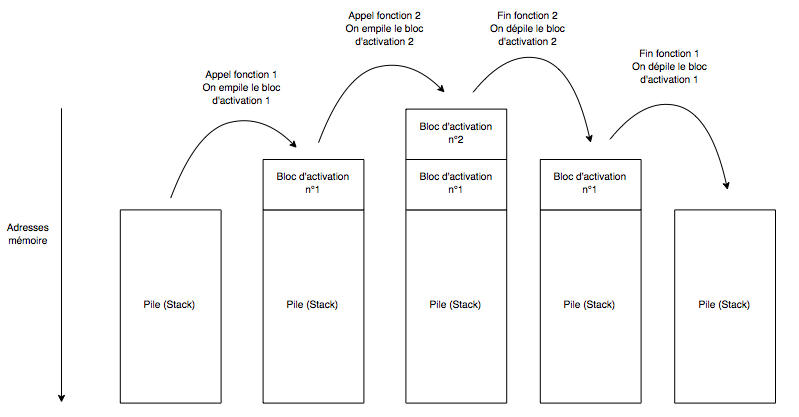 Appel fonction 1
On empile le bloc
d'activation 1
Appel fonction 2
On empile le bloc
d'activation 2
Fin fonction 2
On dépile le bloc
d'activation 2
Fin fonction 1
On dépile le bloc
d'activation 1
Adresses
mémoire
Pile (Stack)
Bloc d'activation
n°1
Pile (Stack)
Bloc d'activation
n°2
Bloc d'activation
n°1
Pile (Stack)
Bloc d'activation
n°1
Pile (Stack)
Pile (Stack)